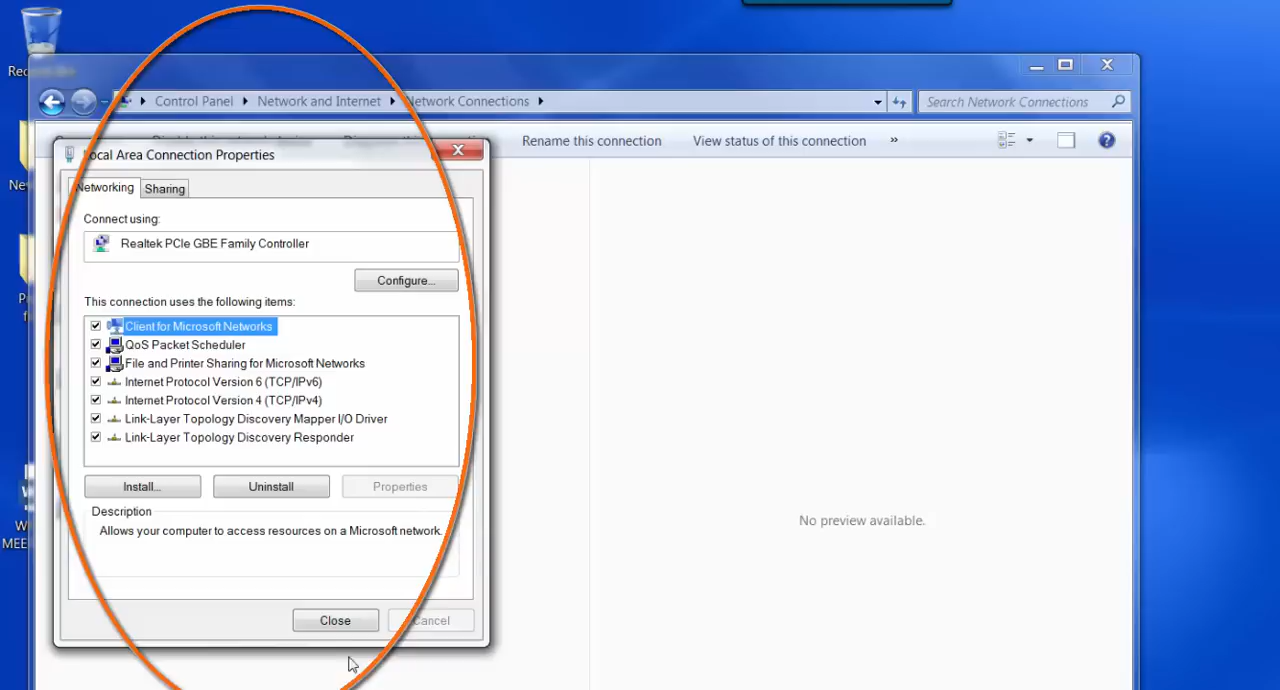 Control Panel Network and Internet Network Connections
Search Network Connections
Rename this connection View status of this connection »
Local Area Connection Properties
Networking Sharing
Connect using:
Realtek PCIe GBE Family Controller
Configure...
This connection uses the following items:
Client for Microsoft Networks
QoS Packet Scheduler
File and Printer Sharing for Microsoft Networks
Internet Protocol Version 6 (TCP/IPv6)
Internet Protocol Version 4 (TCP/IPv4)
Link-Layer Topology Discovery Mapper I/O Driver
Link-Layer Topology Discovery Responder
Install... Uninstall Properties
Description
Allows your computer to access resources on a Microsoft network.
No preview available.
Close Cancel